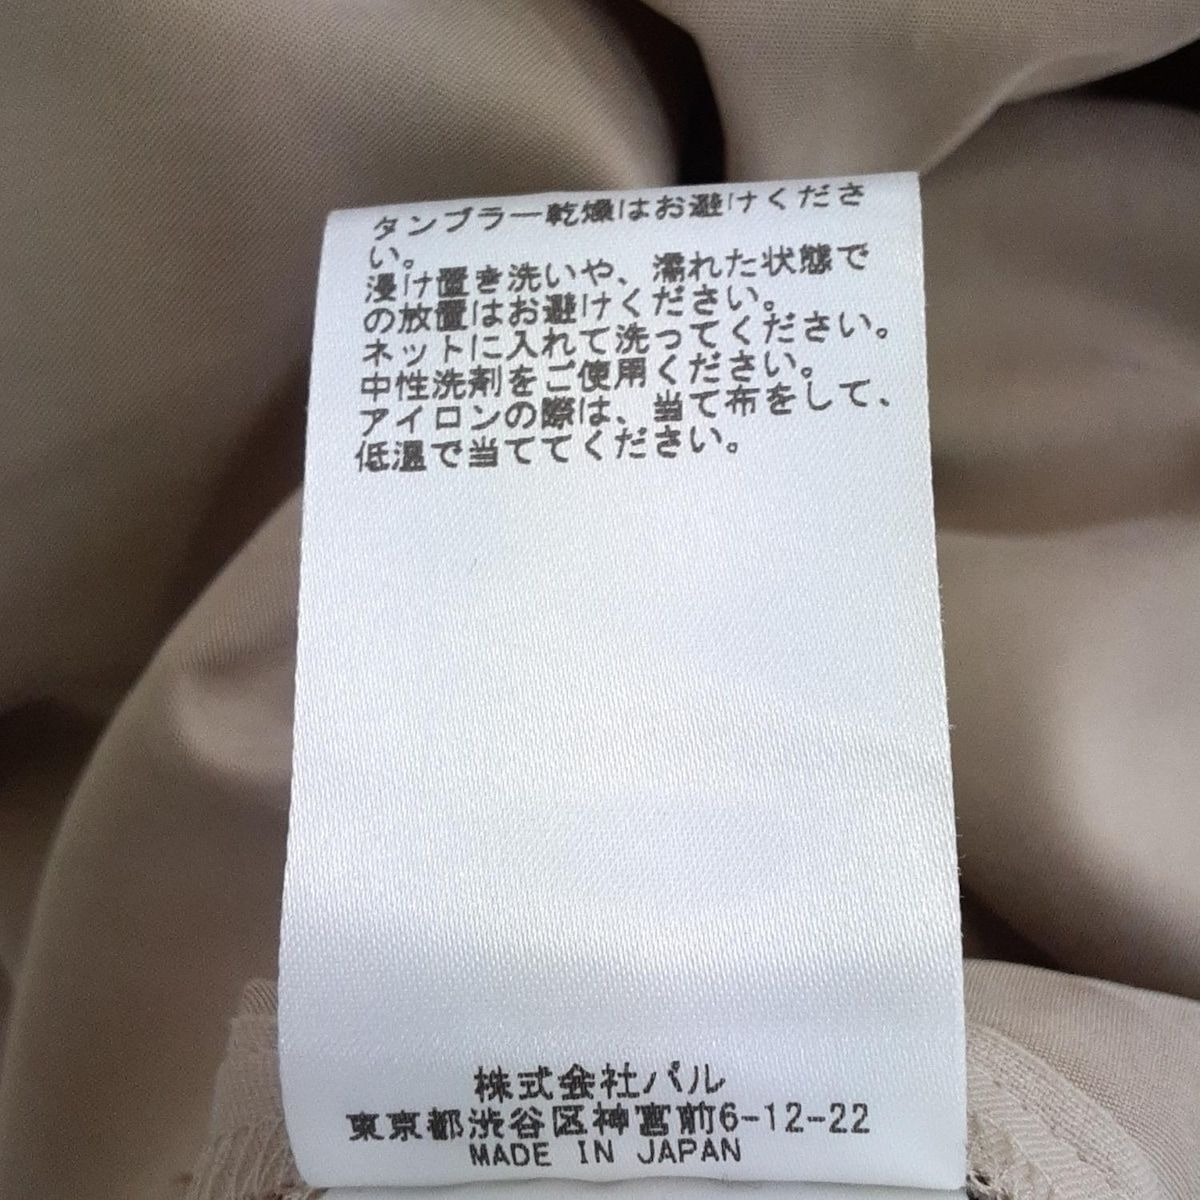 タンブラー乾燥はお避けくださ
い。
浸け置き洗いや、濡れた状態で
の放置はお避けください。
ネットに入れて洗ってください。
中性洗剤をご使用ください。
アイロンの際は、当て布をして、
低温で当ててください。
株式会社パル
東京都渋谷区神宮前6-12-22
MADE IN JAPAN